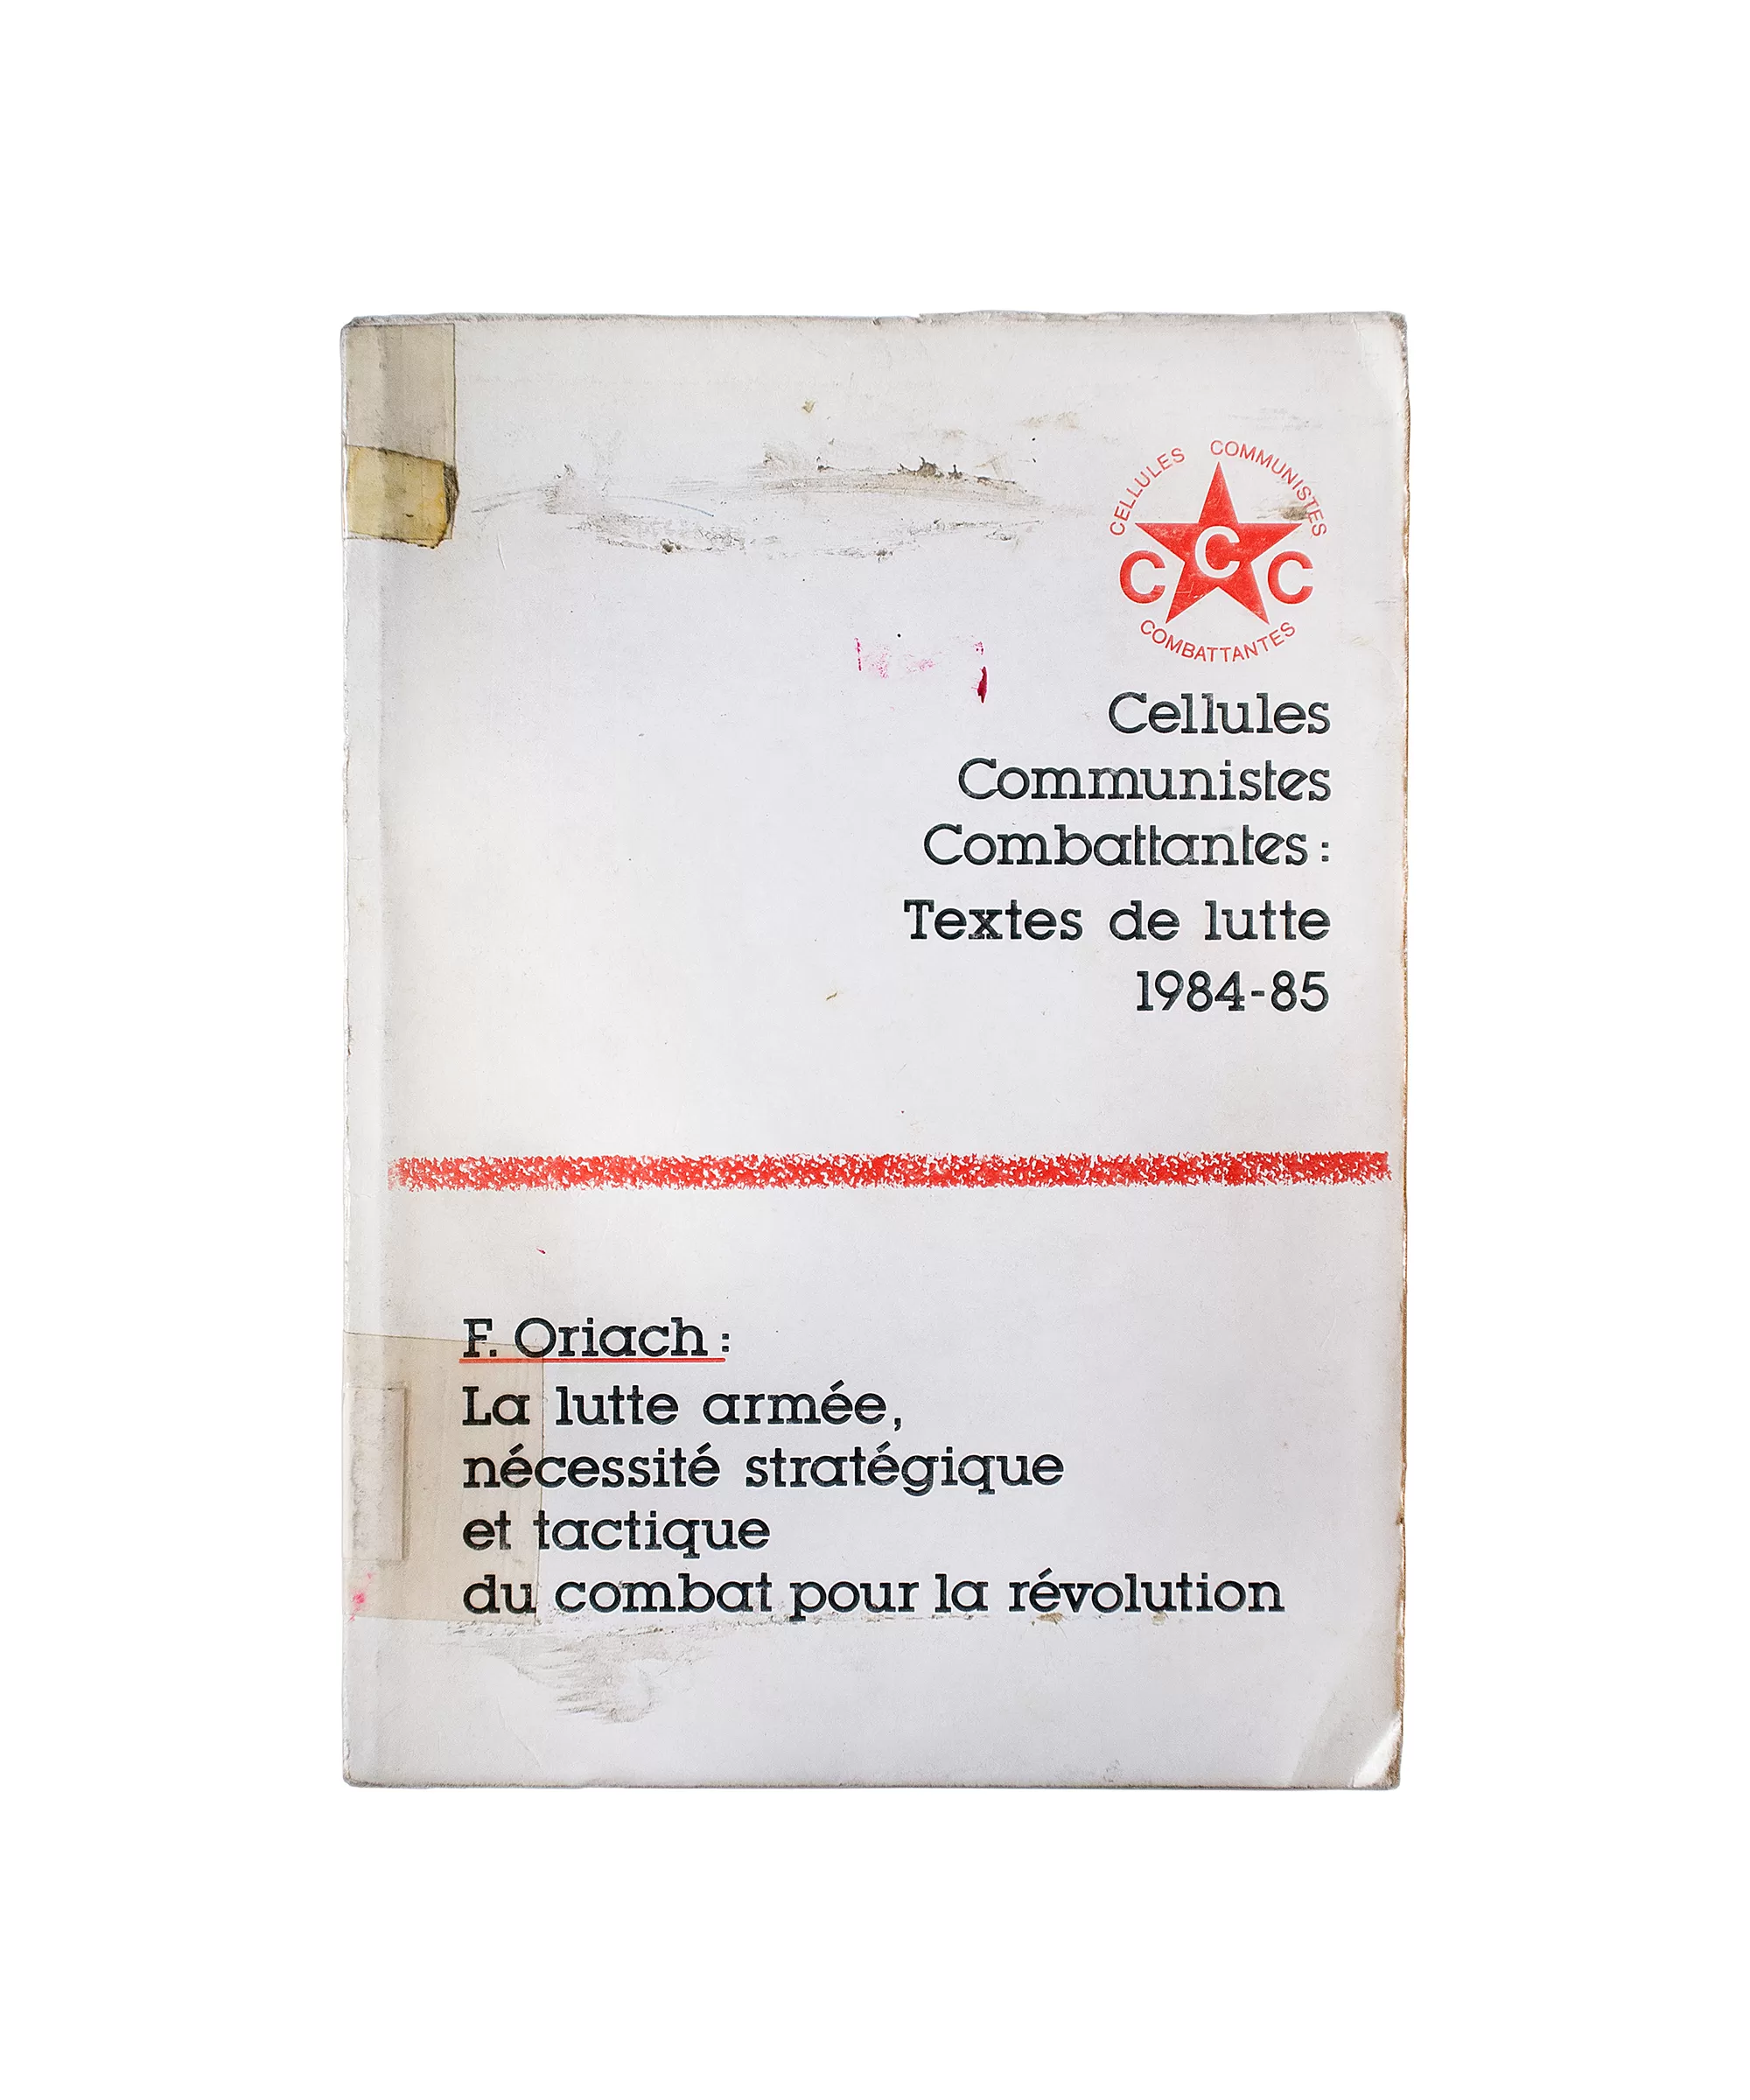 CELLULES COMMUNISTES
C C C
COMBATTANTES
Cellules
Communistes
Combattantes :
Textes de lutte
1984-85
F. Oriach :
La lutte armée,
nécessité stratégique
et tactique
du combat pour la révolution